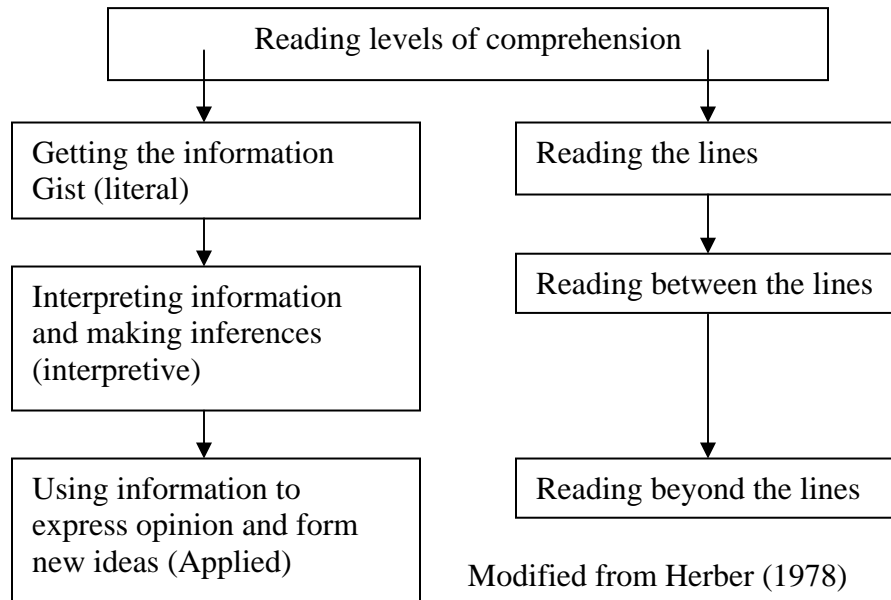 Reading levels of comprehension
Getting the information
Gist (literal)
Reading the lines
Interpreting information
and making inferences
(interpretive)
Reading between the lines
Using information to
express opinion and form
new ideas (Applied)
Reading beyond the lines
Modified from Herber (1978)